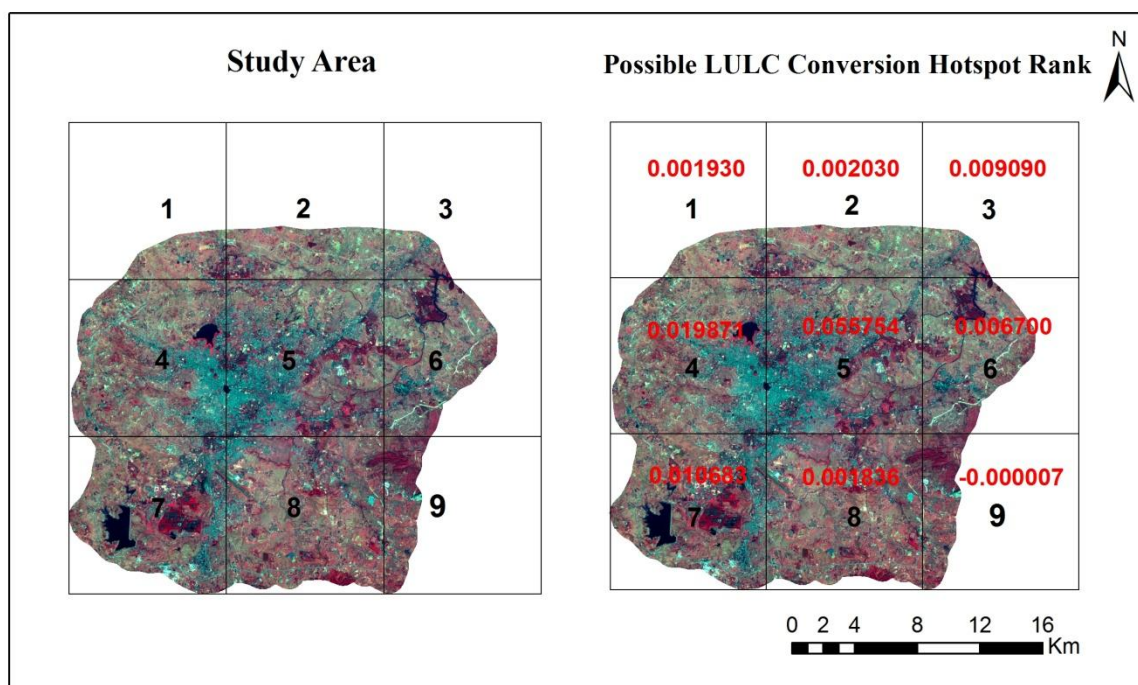 Study Area
Possible LULC Conversion Hotspot Rank
N
1 2 3
4 5 6
7 8 9
0.001930 0.002030 0.009090
1 2 3
0.019871 0.055754 0.006700
4 5 6
0.010683 0.001836 -0.000007
7 8 9
0 2 4 8 12 16
Km